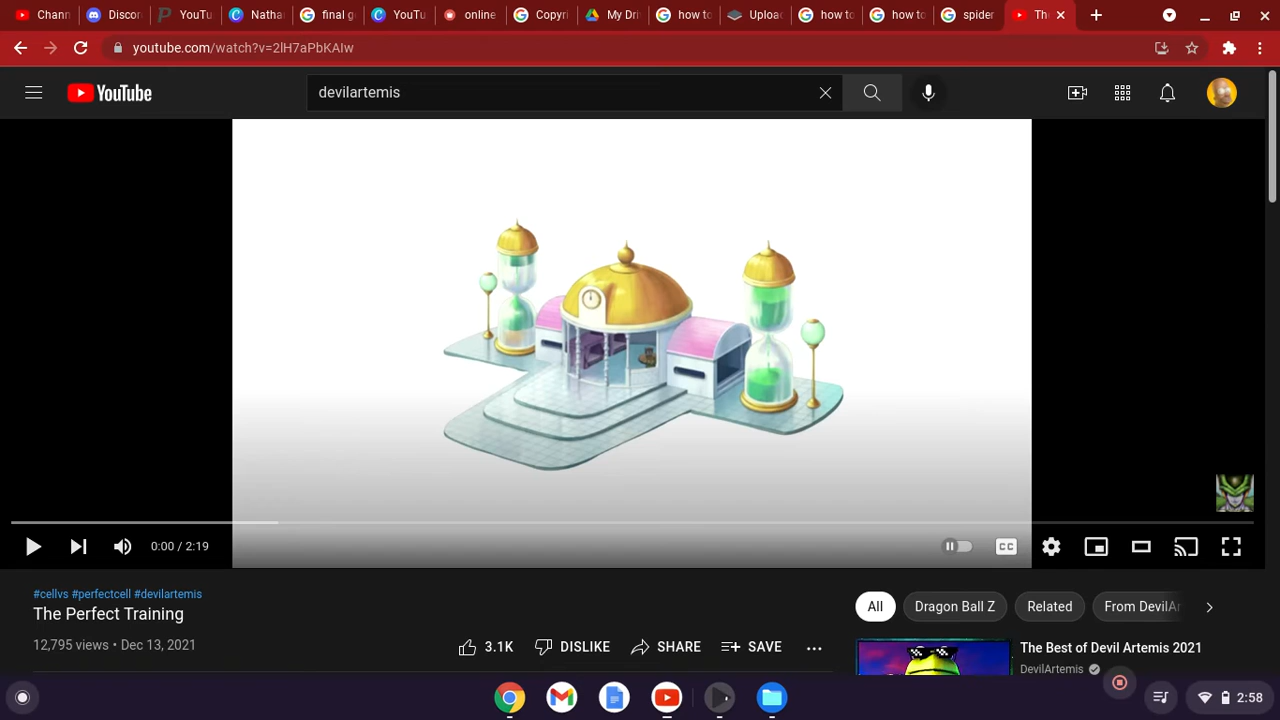 Chann
Discor
YouTu
Nathar
final g
YouTu
online
Copyri
My Dri
how to
Upload
how to
how to
spider
Th
youtube.com/watch?v=2lH7aPbKAIw
YouTube
devilartemis
0:00 / 2:19
CC
#cellvs #perfectcell #devilartemis
The Perfect Training
12,795 views • Dec 13, 2021
3.1K
DISLIKE
SHARE
SAVE
All
Dragon Ball Z
Related
From DevilAr
The Best of Devil Artemis 2021
DevilArtemis
2:58